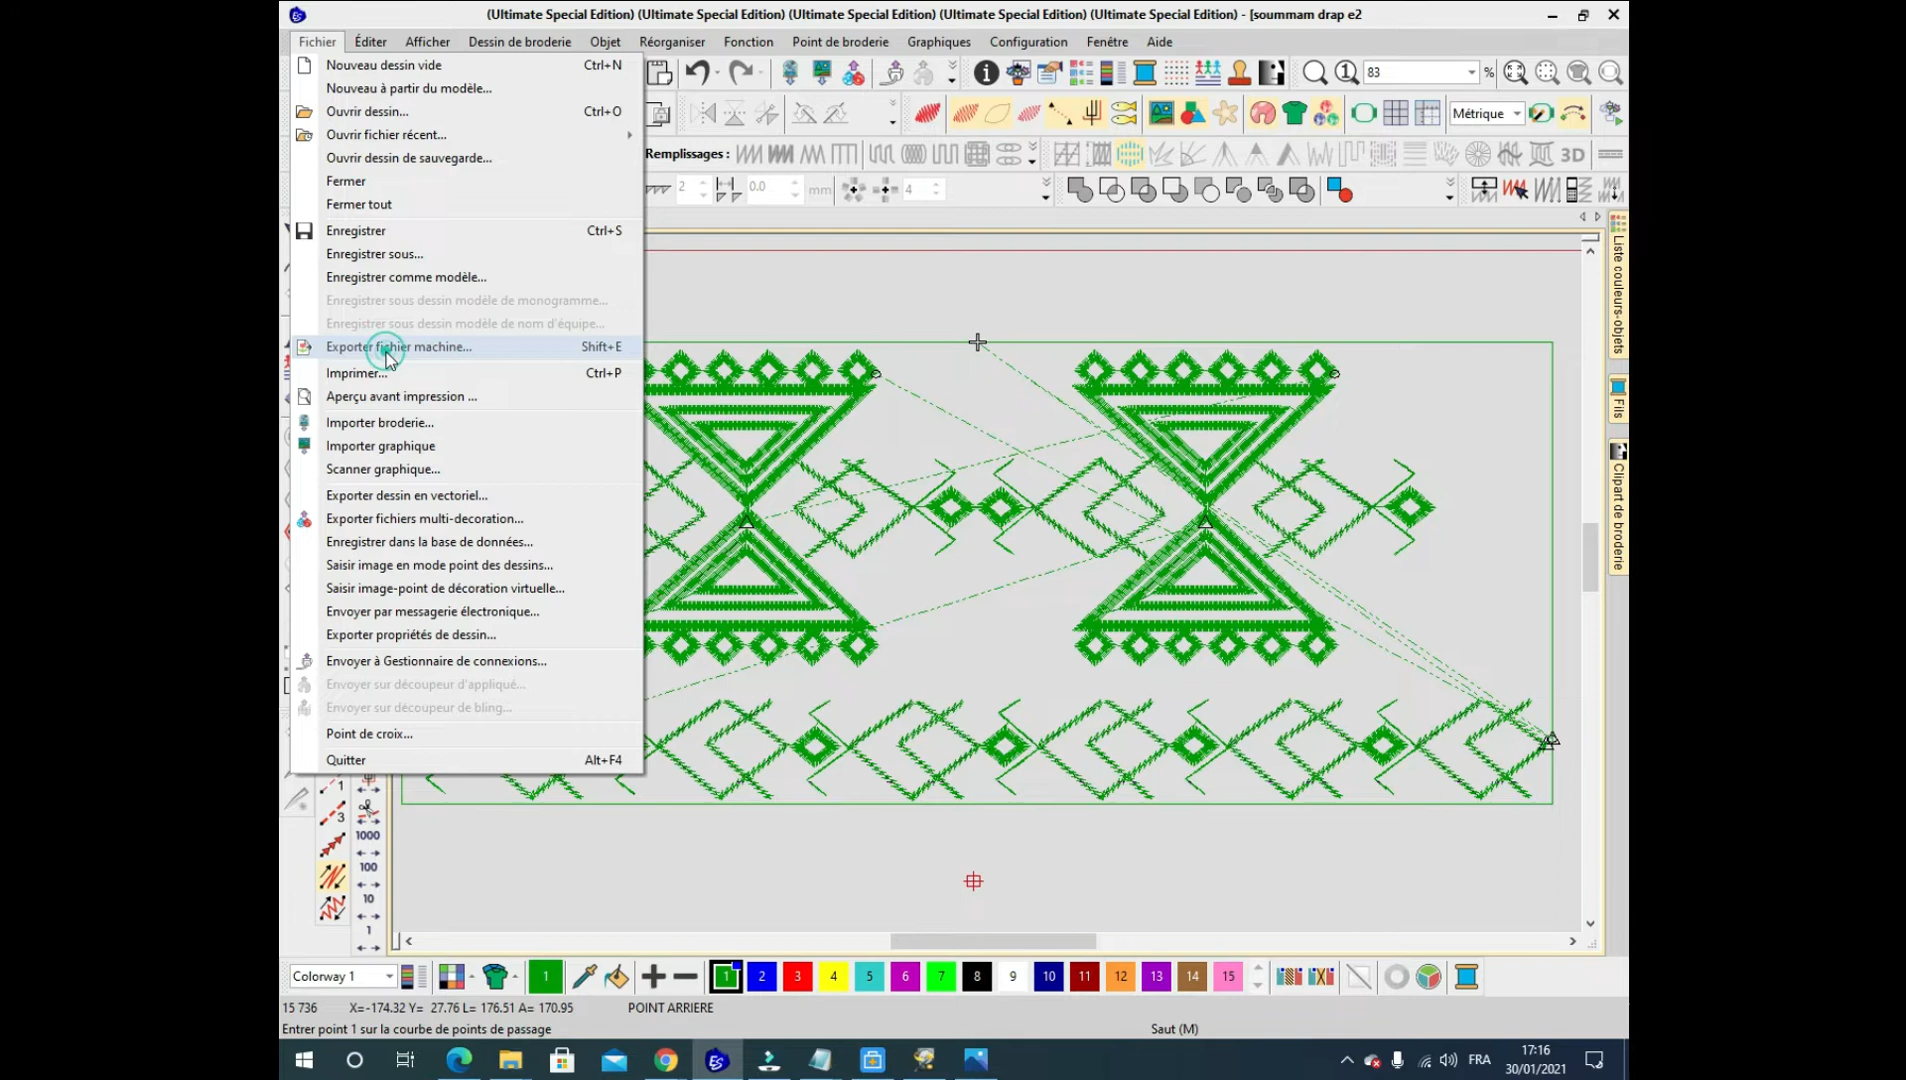 (Ultimate Special Edition) (Ultimate Special Edition) (Ultimate Special Edition) (Ultimate Special Edition) (Ultimate Special Edition) - [soummam drap e2
Fichier Éditer Afficher Dessin de broderie Objet Réorganiser Fonction Point de broderie Graphiques Configuration Fenêtre Aide
Nouveau dessin vide Ctrl+N
Nouveau à partir du modèle...
Ouvrir dessin... Ctrl+O
Ouvrir fichier récent...
Ouvrir dessin de sauvegarde...
Fermer
Fermer tout
Enregistrer Ctrl+S
Enregistrer sous...
Enregistrer comme modèle...
Enregistrer sous dessin modèle de monogramme...
Enregistrer sous dessin modèle de nom d'équipe...
Exporter fichier machine... Shift+E
Imprimer... Ctrl+P
Aperçu avant impression ...
Importer broderie...
Importer graphique
Scanner graphique...
Exporter dessin en vectoriel...
Exporter fichiers multi-decoration...
Enregistrer dans la base de données...
Saisir image en mode point des dessins...
Saisir image-point de décoration virtuelle...
Envoyer par messagerie électronique...
Exporter propriétés de dessin...
Envoyer à Gestionnaire de connexions...
Envoyer sur découpeur d'appliqué...
Envoyer sur découpeur de bling...
Point de croix...
Quitter Alt+F4
83 %
Métrique
Remplissages : 3D
2 0.0 mm 4
Liste couleurs-objets
Fils
Clipart de broderie
1
3
1000
100
10
1
Colorway 1 1 1 2 3 4 5 6 7 8 9 10 11 12 13 14 15
15 736 X=-174.32 Y= 27.76 L= 176.51 A= 170.95 POINT ARRIERE
Entrer point 1 sur la courbe de points de passage Saut (M)
FRA
17:16
30/01/2021